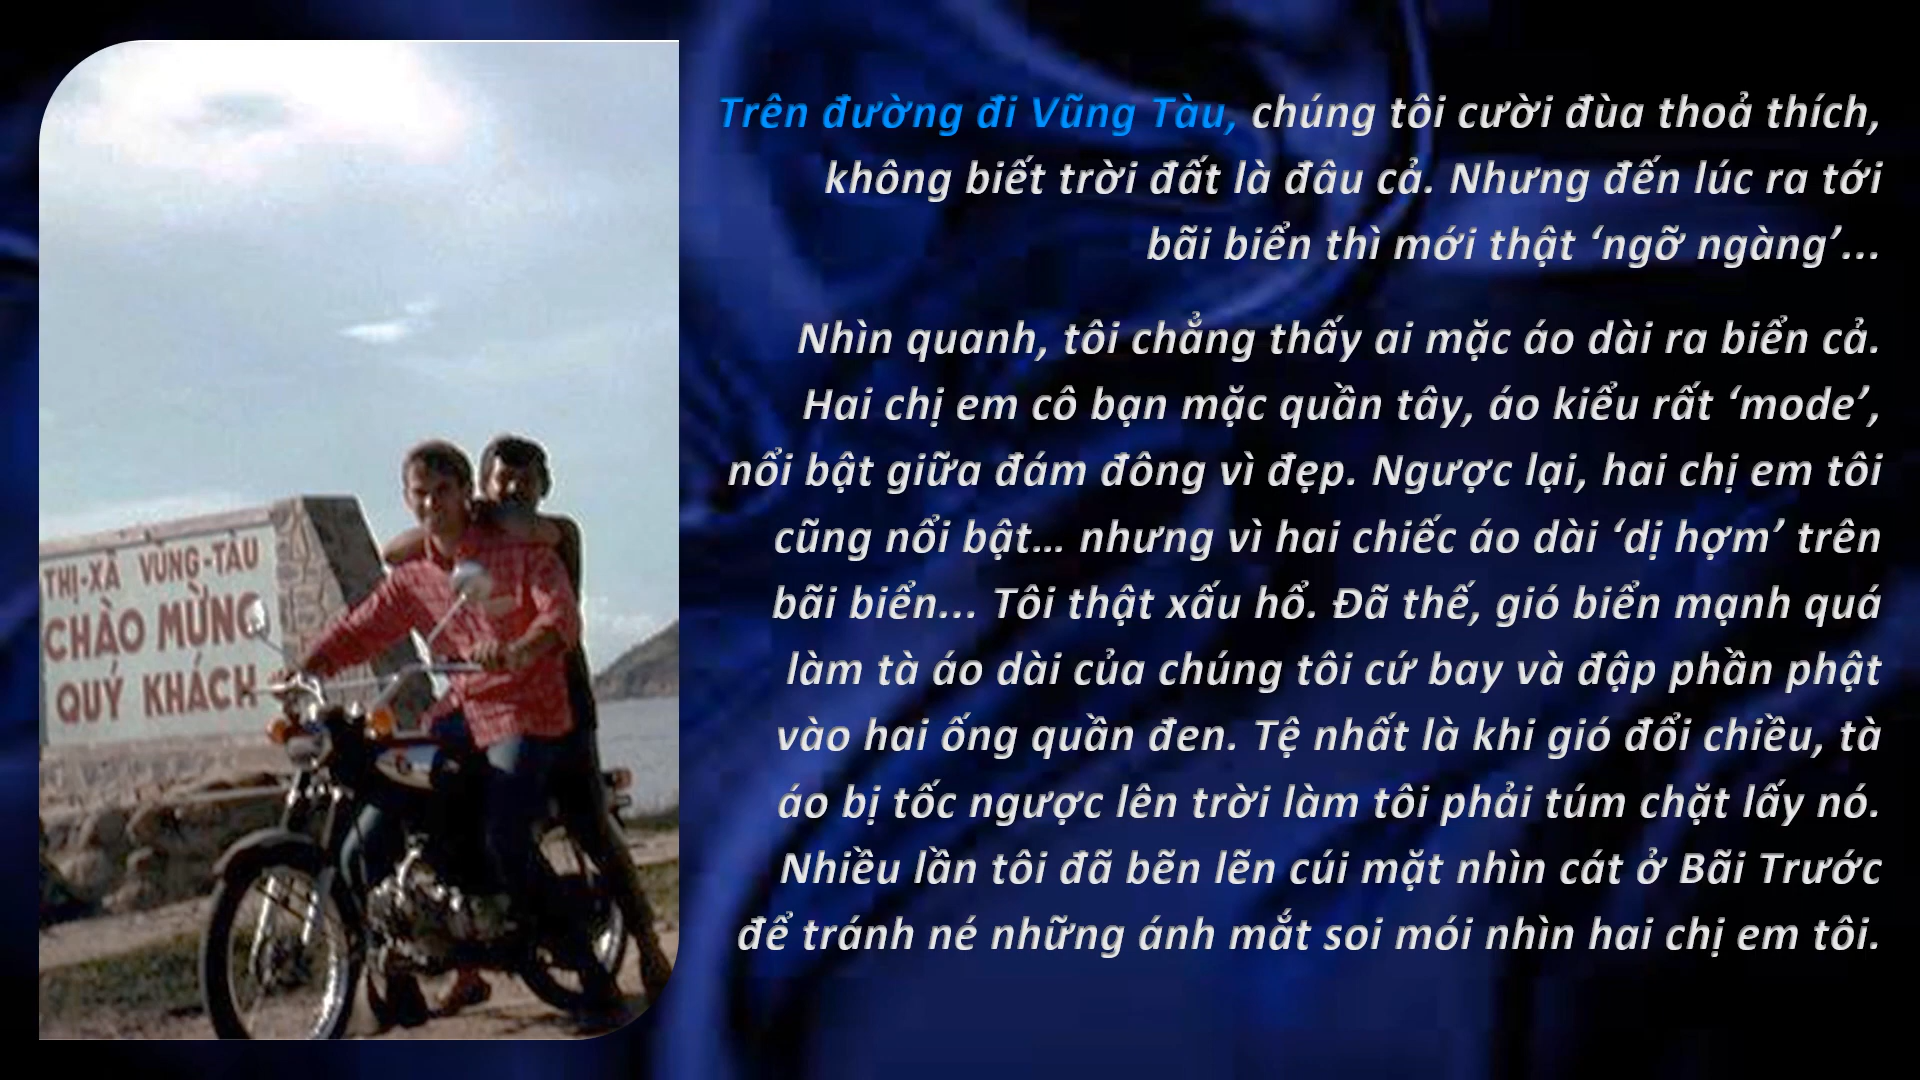 THỊ-XÃ VŨNG-TÀU
CHÀO MỪNG
QUÝ KHÁCH
Trên đường đi Vũng Tàu, chúng tôi cười đùa thoả thích,
không biết trời đất là đâu cả. Nhưng đến lúc ra tới
bãi biển thì mới thật ‘ngỡ ngàng’...
Nhìn quanh, tôi chẳng thấy ai mặc áo dài ra biển cả.
Hai chị em cô bạn mặc quần tây, áo kiểu rất ‘mode’,
nổi bật giữa đám đông vì đẹp. Ngược lại, hai chị em tôi
cũng nổi bật... nhưng vì hai chiếc áo dài ‘dị hợm’ trên
bãi biển... Tôi thật xấu hổ. Đã thế, gió biển mạnh quá
làm tà áo dài của chúng tôi cứ bay và đập phần phật
vào hai ống quần đen. Tệ nhất là khi gió đổi chiều, tà
áo bị tốc ngược lên trời làm tôi phải túm chặt lấy nó.
Nhiều lần tôi đã bẽn lẽn cúi mặt nhìn cát ở Bãi Trước
để tránh né những ánh mắt soi mói nhìn hai chị em tôi.